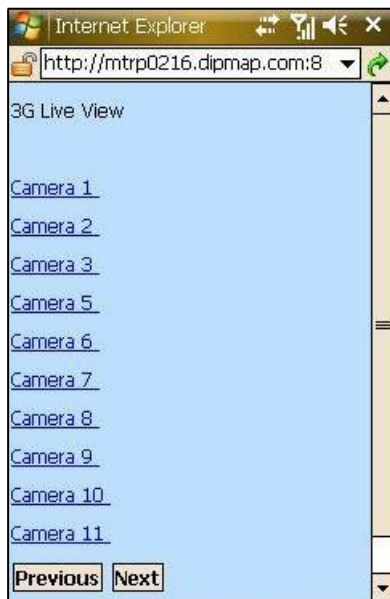 Internet Explorer
http://mtrp0216.dipmap.com:8
3G Live View
Camera 1
Camera 2
Camera 3
Camera 5
Camera 6
Camera 7
Camera 8
Camera 9
Camera 10
Camera 11
Previous Next